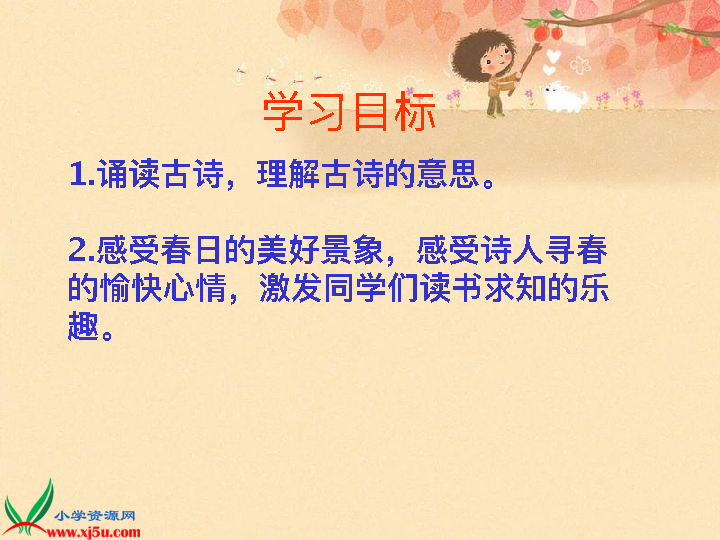 学习目标
1.诵读古诗，理解古诗的意思。
2.感受春日的美好景象，感受诗人寻春
的愉快心情，激发同学们读书求知的乐
趣。
小学资源网
www.xj5u.com